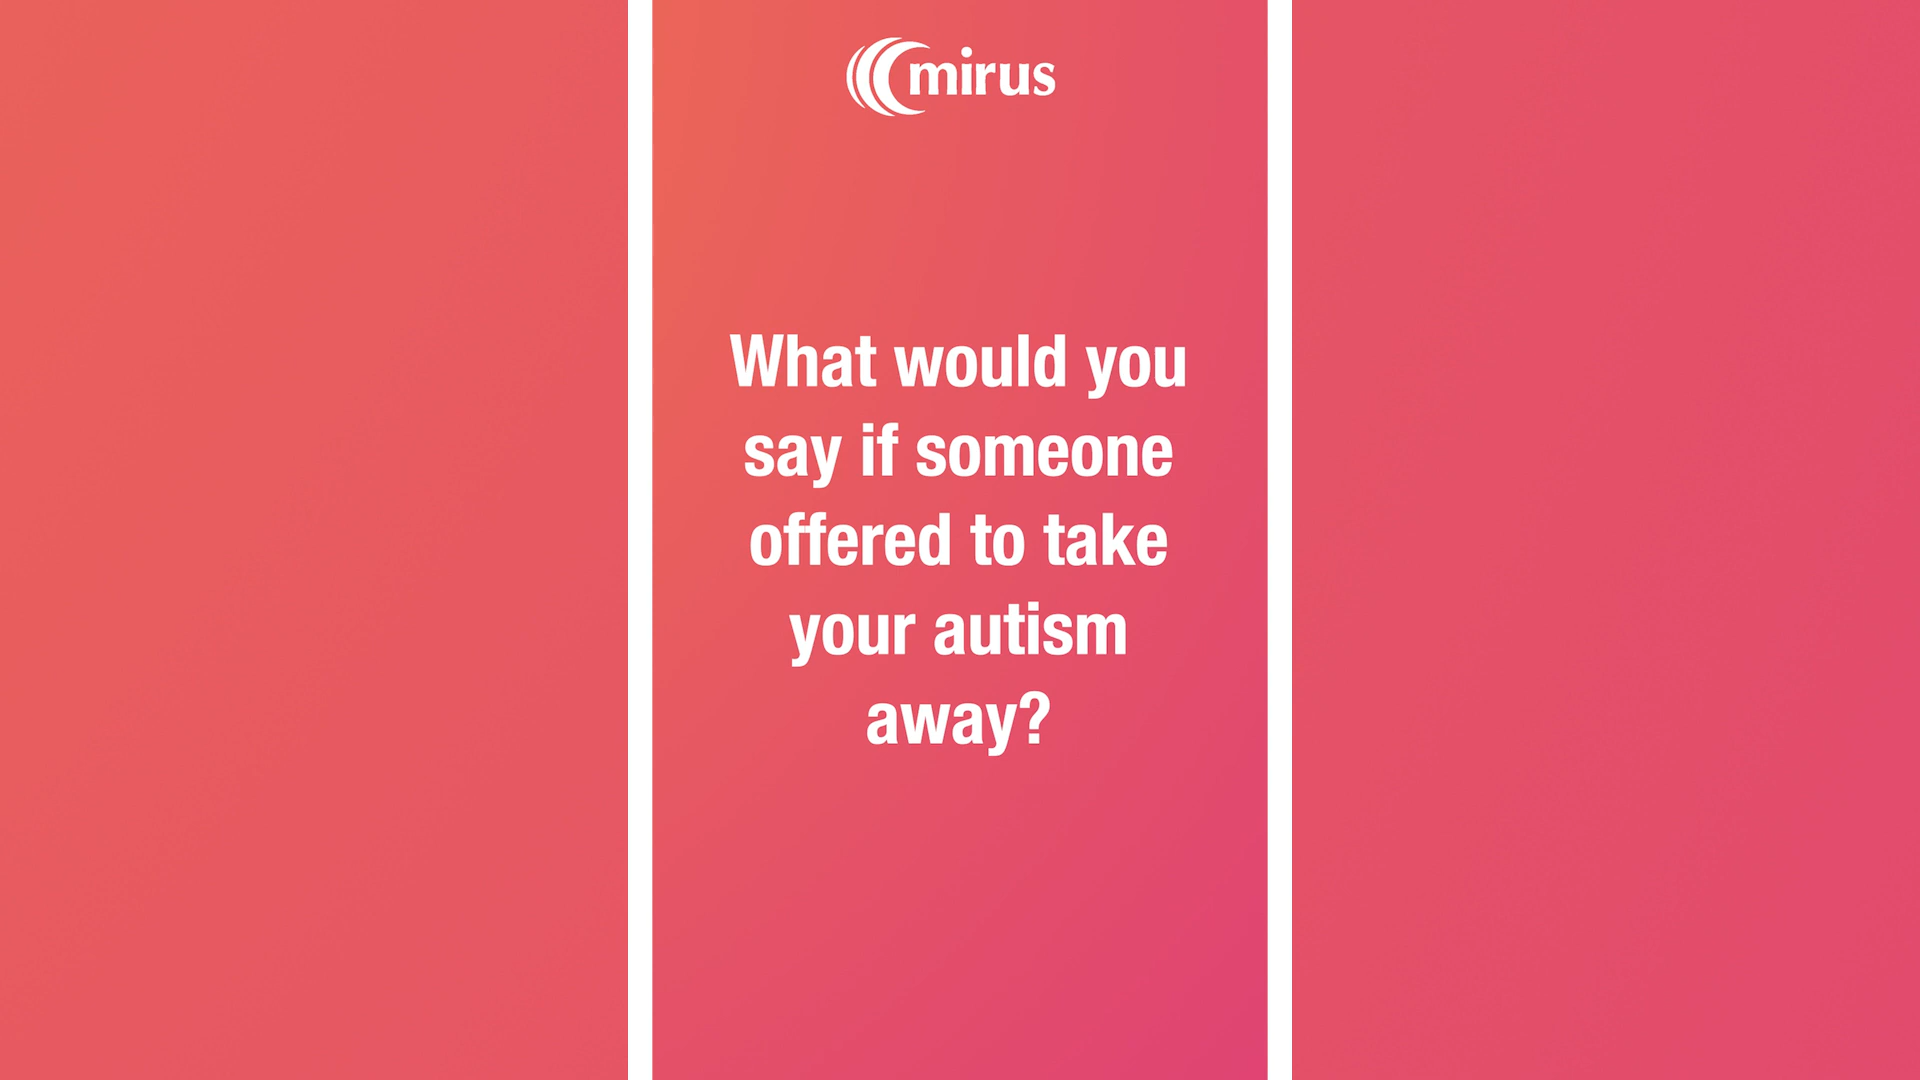 mirus
What would you
say if someone
offered to take
your autism
away?